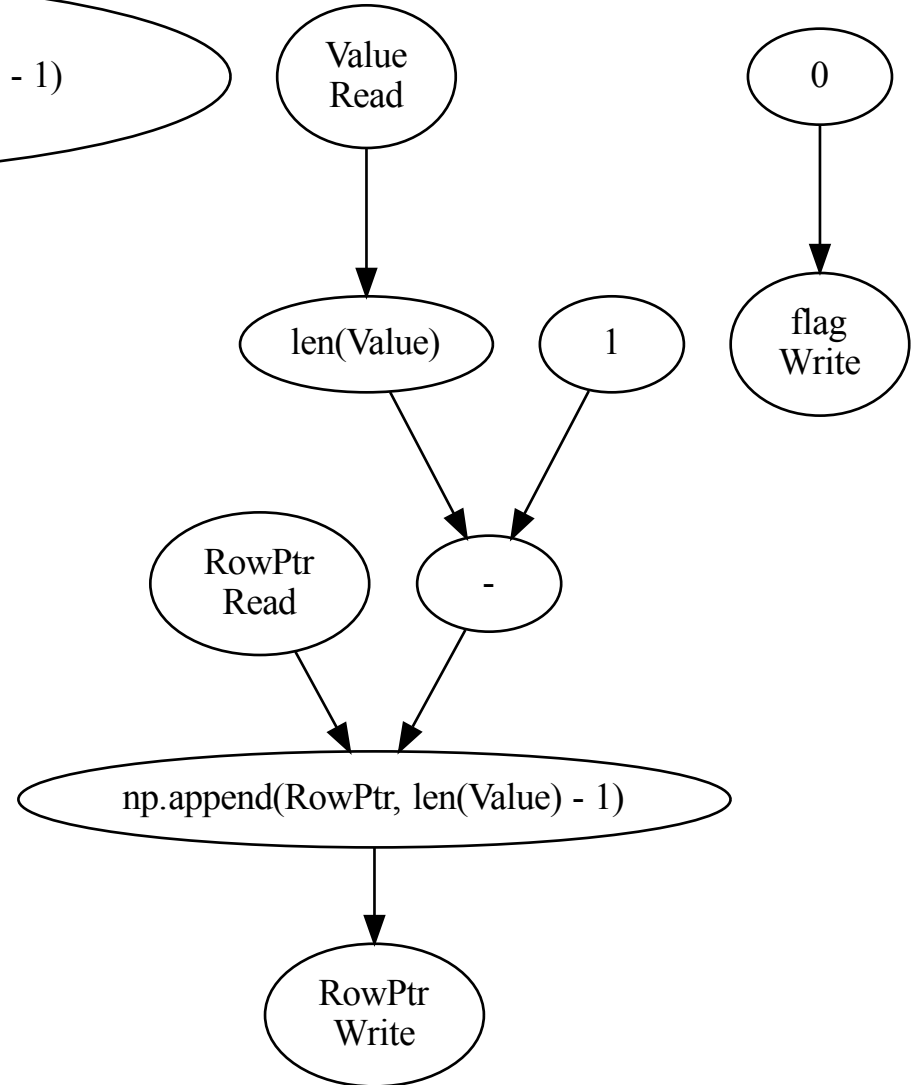 - 1)
Value
Read
0
len(Value)
1
flag
Write
RowPtr
Read
-
np.append(RowPtr, len(Value) - 1)
RowPtr
Write